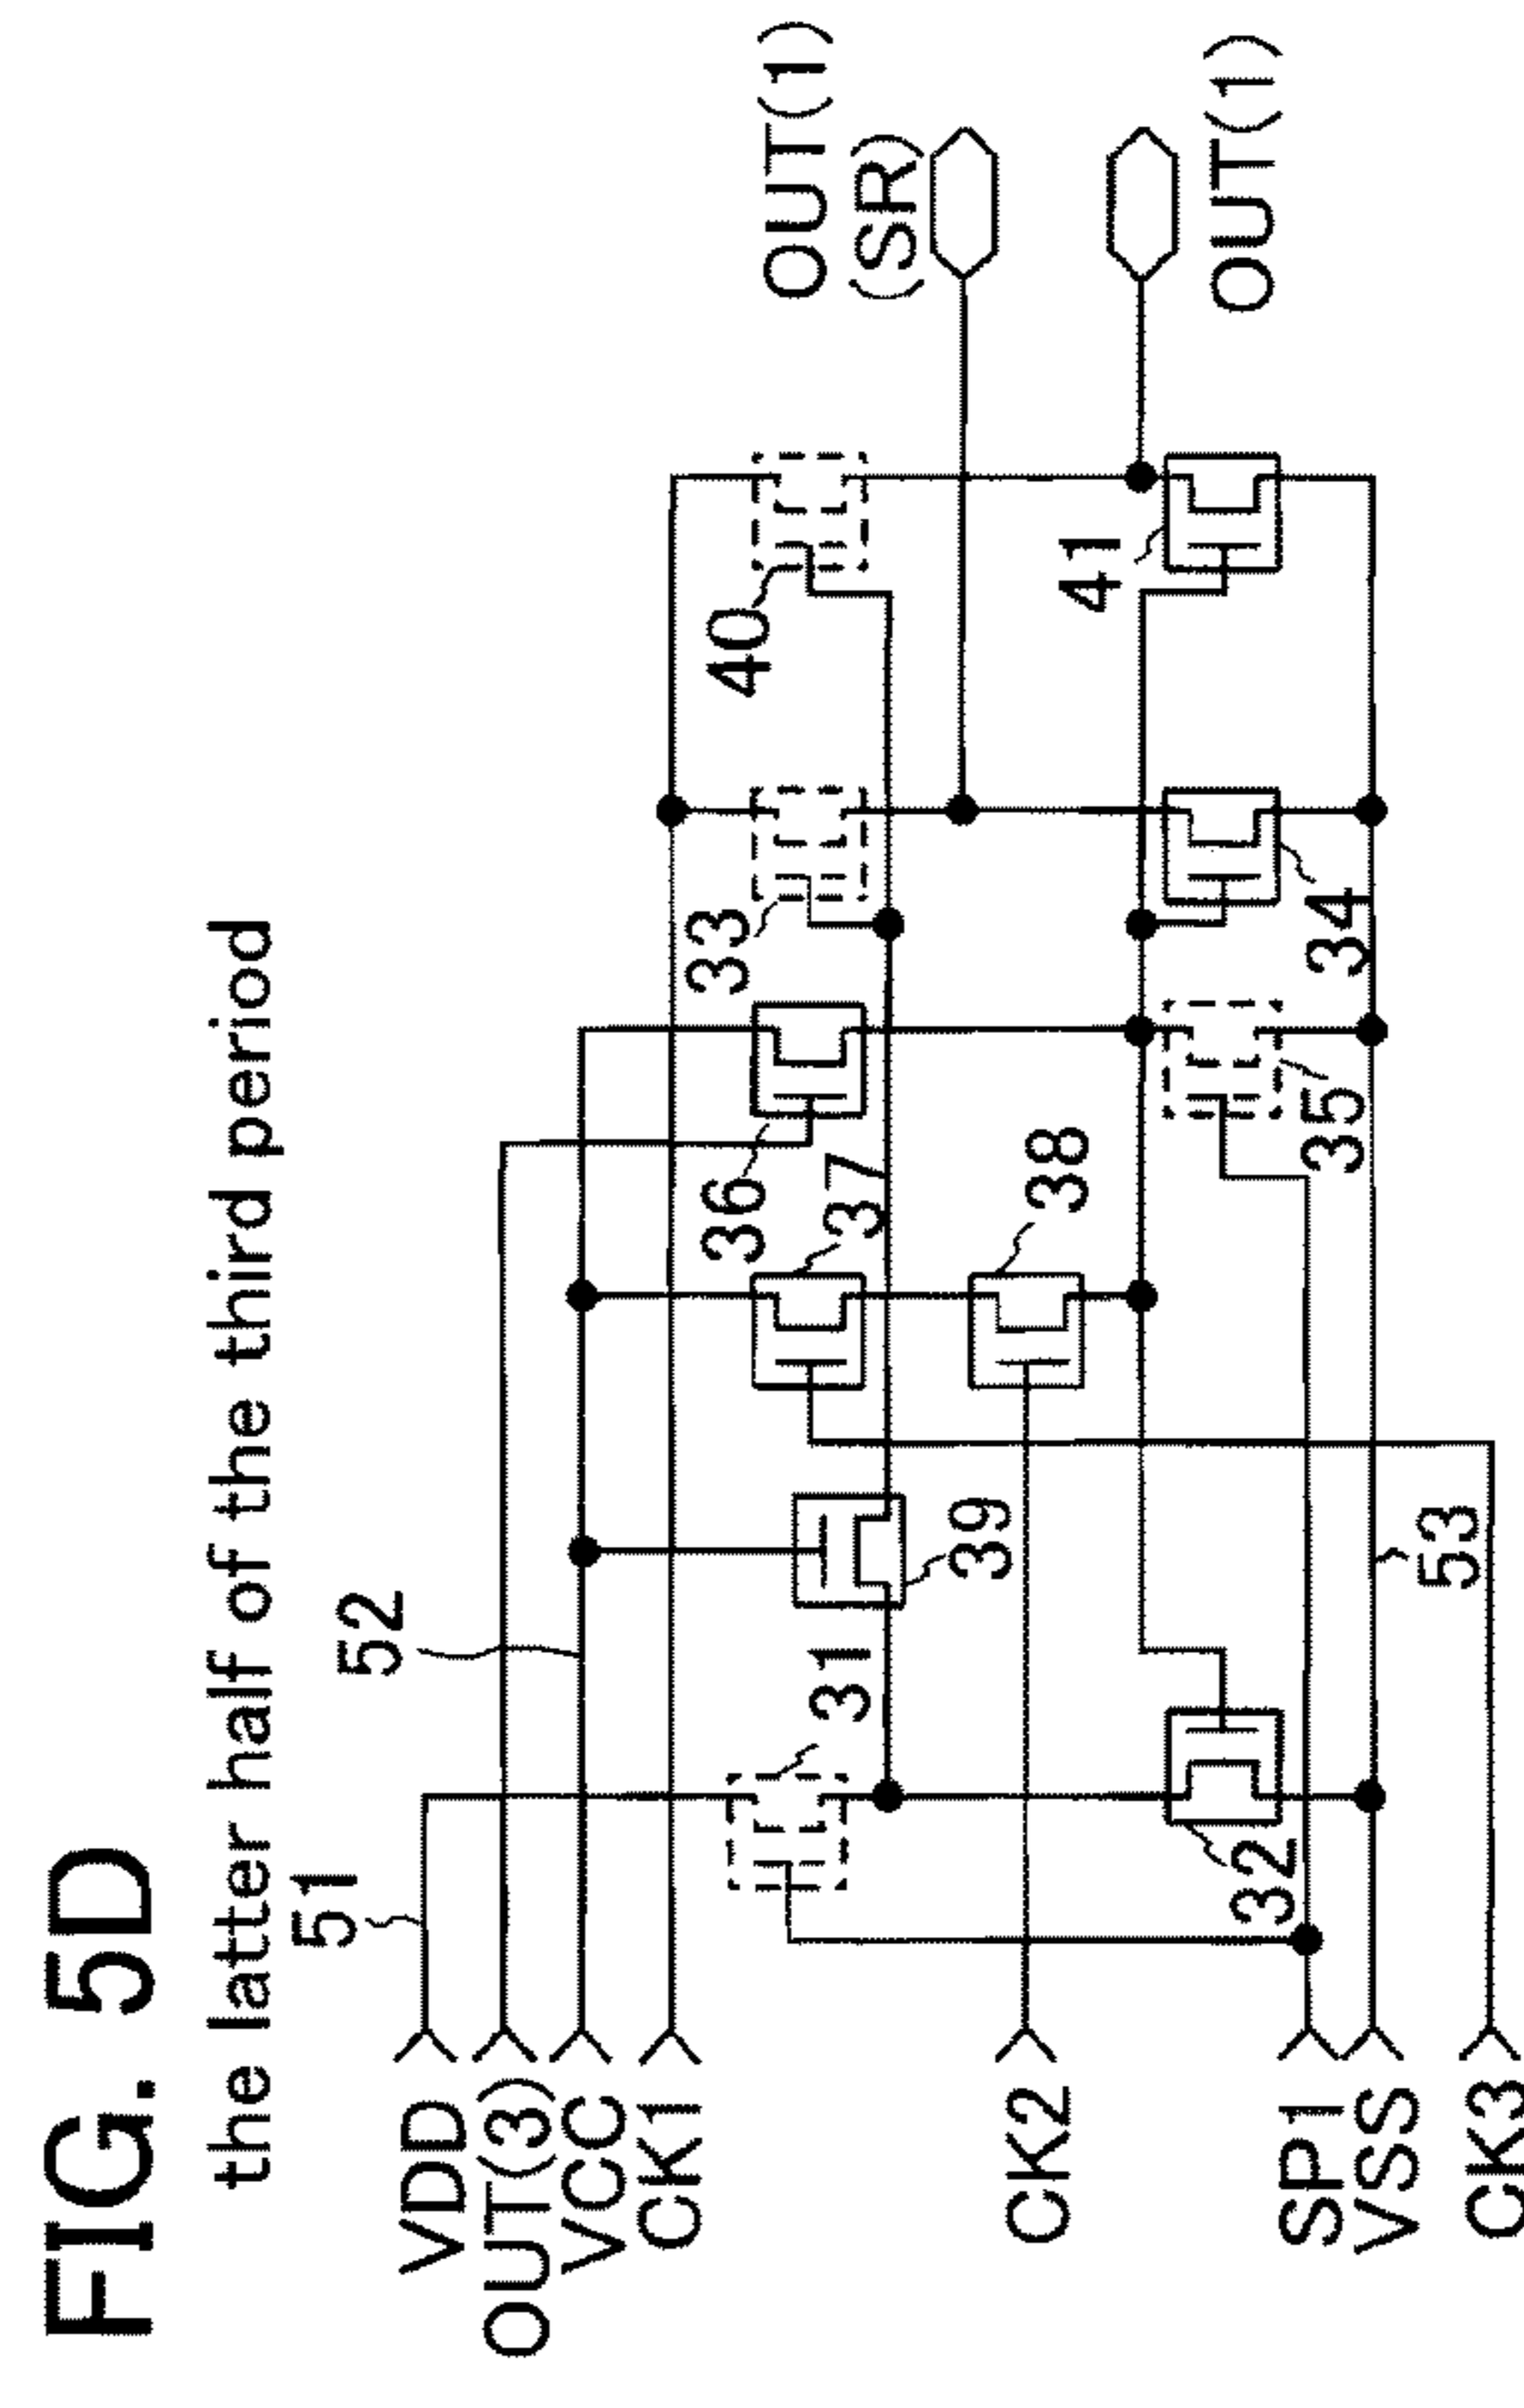 FIG. 5D
the latter half of the third period
VDD
OUT(3)
VCC
CK1
CK2
SP1
VSS
CK3
51
52
53
31
32
39
37
38
36
35
33
34
40
41
OUT(1)
(SR)
OUT(1)